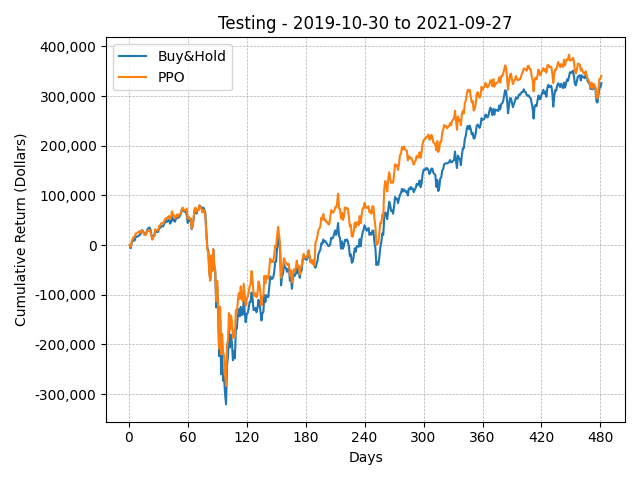 Testing - 2019-10-30 to 2021-09-27
Buy&Hold
PPO
Cumulative Return (Dollars)
400,000
300,000
200,000
100,000
0
-100,000
-200,000
-300,000
0 60 120 180 240 300 360 420 480
Days